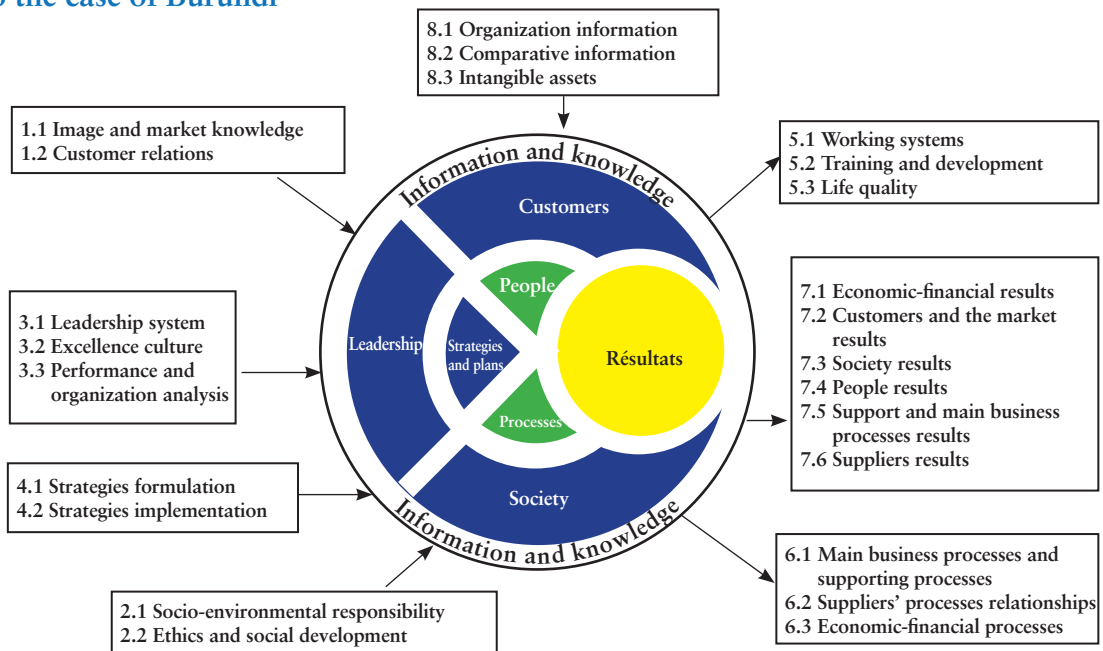 the case of Burundi
8.1 Organization information
8.2 Comparative information
8.3 Intangible assets
1.1 Image and market knowledge
1.2 Customer relations
5.1 Working systems
5.2 Training and development
5.3 Life quality
Information and knowledge
Customers
People
Leadership
Strategies
and plans
Résultats
Processes
Society
Information and knowledge
3.1 Leadership system
3.2 Excellence culture
3.3 Performance and
organization analysis
7.1 Economic-financial results
7.2 Customers and the market
results
7.3 Society results
7.4 People results
7.5 Support and main business
processes results
7.6 Suppliers results
4.1 Strategies formulation
4.2 Strategies implementation
6.1 Main business processes and
supporting processes
6.2 Suppliers' processes relationships
6.3 Economic-financial processes
2.1 Socio-environmental responsibility
2.2 Ethics and social development